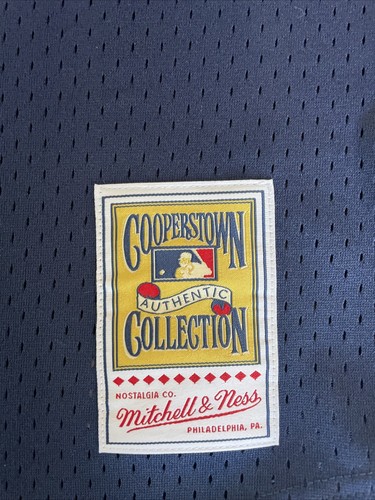 COOPERSTOWN
AUTHENTIC
COLLECTION
NOSTALGIA CO.
Mitchell & Ness
PHILADELPHIA, PA.